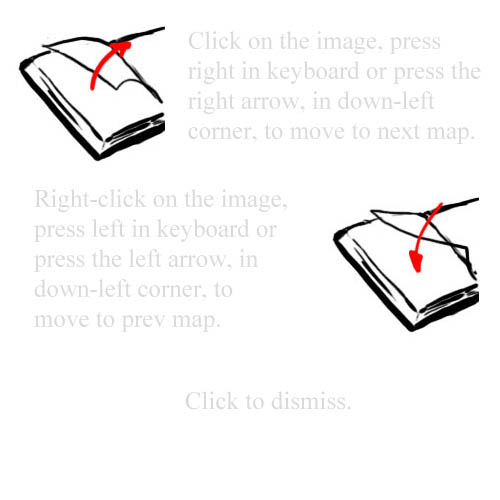 Click on the image, press
right in keyboard or press the
right arrow, in down-left
corner, to move to next map.
Right-click on the image,
press left in keyboard or
press the left arrow, in
down-left corner, to
move to prev map.
Click to dismiss.